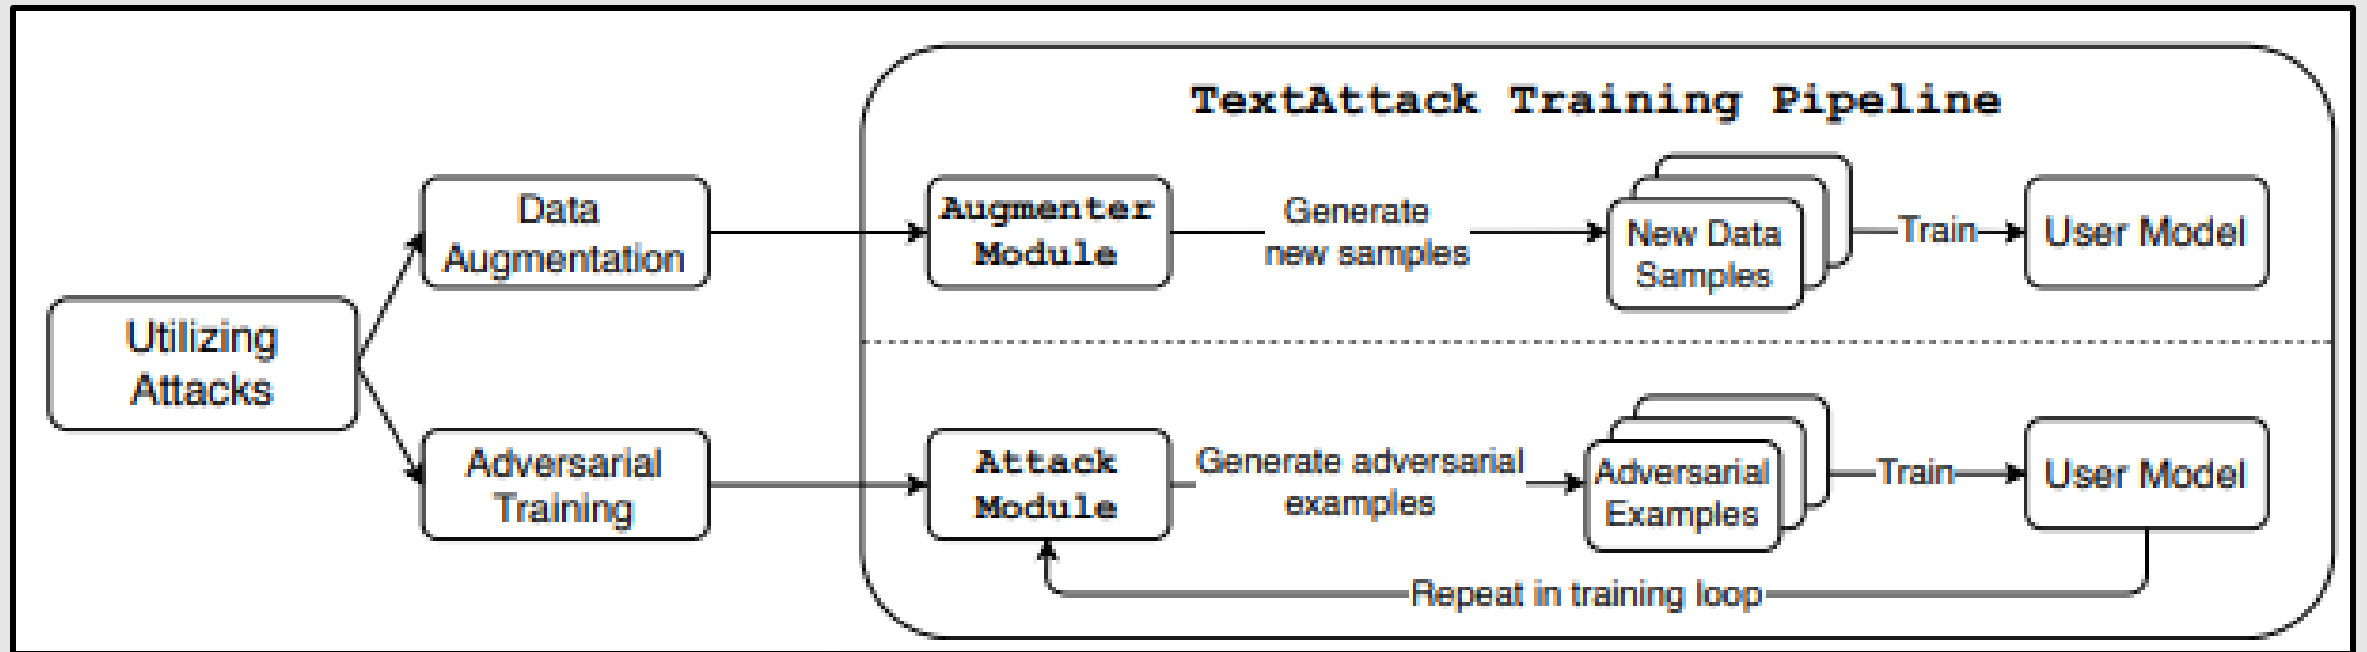 TextAttack Training Pipeline
Utilizing
Attacks
Data
Augmentation
Augmenter
Module
Generate
new samples
New Data
Samples
Train
User Model
Adversarial
Training
Attack
Module
Generate adversarial
examples
Adversarial
Examples
Train
User Model
Repeat in training loop